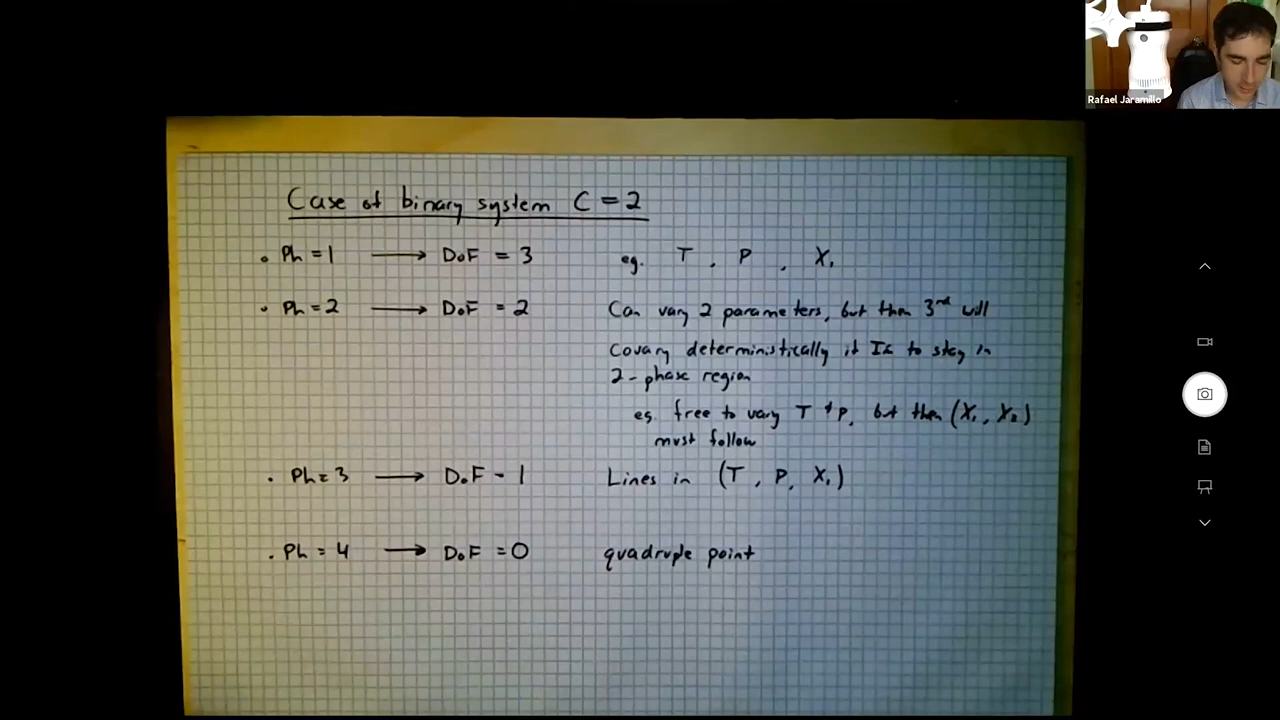 Rafael Jaramillo
Case of binary system C = 2
• Ph = 1 → DoF = 3 eg. T , P , X₁
• Ph = 2 → DoF = 2 Can vary 2 parameters, but then 3rd will
Covary deterministically if is to stay in
2-phase region
eg. free to vary T & P, but then (X₁, X₂)
must follow
• Ph = 3 → DoF - 1 Lines in (T, P, X₁)
• Ph = 4 → DoF = 0 quadruple point